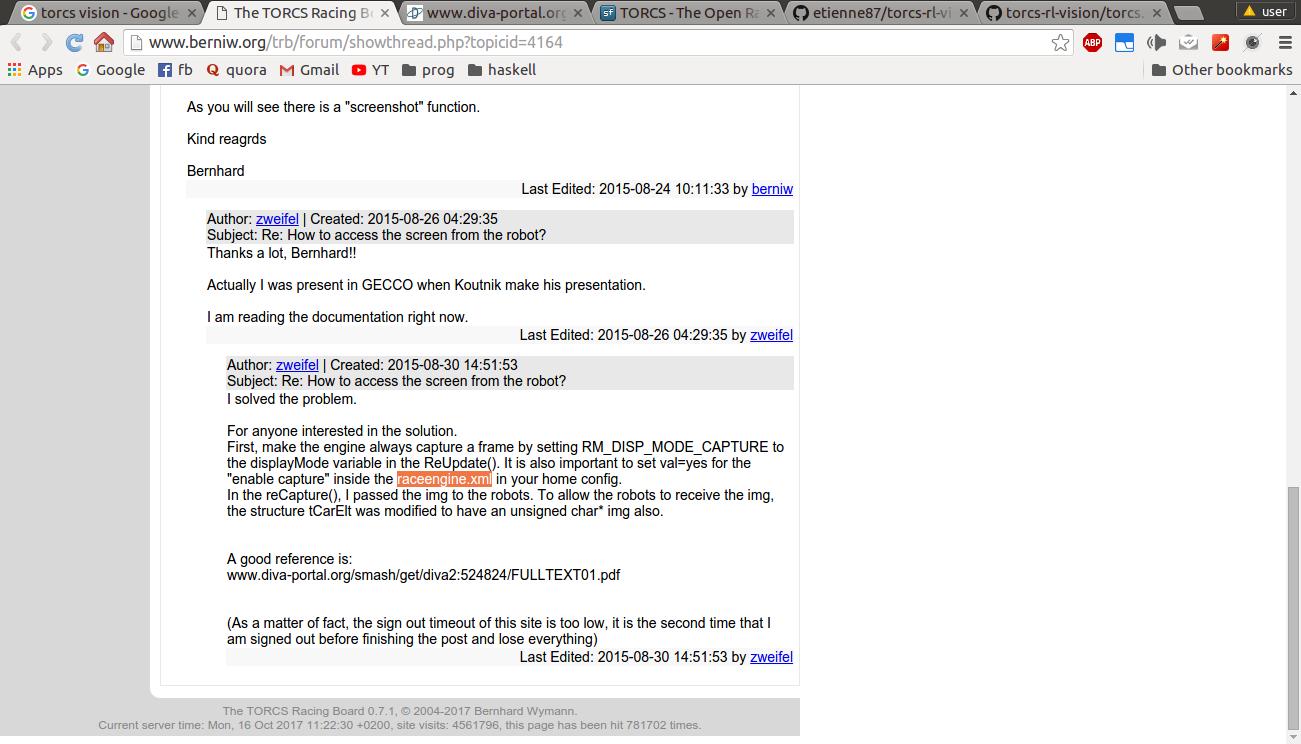 torcs vision - Google
The TORCS Racing B
www.diva-portal.org
TORCS - The Open Ra
etienne87/torcs-rl-vi
torcs-rl-vision/torcs.
user
www.berniw.org/trb/forum/showthread.php?topicid=4164
ABP
Apps Google fb quora Gmail YT prog haskell Other bookmarks
As you will see there is a "screenshot" function.
Kind reagrds
Bernhard
Last Edited: 2015-08-24 10:11:33 by berniw
Author: zweifel | Created: 2015-08-26 04:29:35
Subject: Re: How to access the screen from the robot?
Thanks a lot, Bernhard!!
Actually I was present in GECCO when Koutnik make his presentation.
I am reading the documentation right now.
Last Edited: 2015-08-26 04:29:35 by zweifel
Author: zweifel | Created: 2015-08-30 14:51:53
Subject: Re: How to access the screen from the robot?
I solved the problem.
For anyone interested in the solution.
First, make the engine always capture a frame by setting RM_DISP_MODE_CAPTURE to
the displayMode variable in the ReUpdate(). It is also important to set val=yes for the
"enable capture" inside the raceengine.xml in your home config.
In the reCapture(), I passed the img to the robots. To allow the robots to receive the img,
the structure tCarElt was modified to have an unsigned char* img also.
A good reference is:
www.diva-portal.org/smash/get/diva2:524824/FULLTEXT01.pdf
(As a matter of fact, the sign out timeout of this site is too low, it is the second time that I
am signed out before finishing the post and lose everything)
Last Edited: 2015-08-30 14:51:53 by zweifel
The TORCS Racing Board 0.7.1, © 2004-2017 Bernhard Wymann.
Current server time: Mon, 16 Oct 2017 11:22:30 +0200, site visits: 4561796, this page has been hit 781702 times.